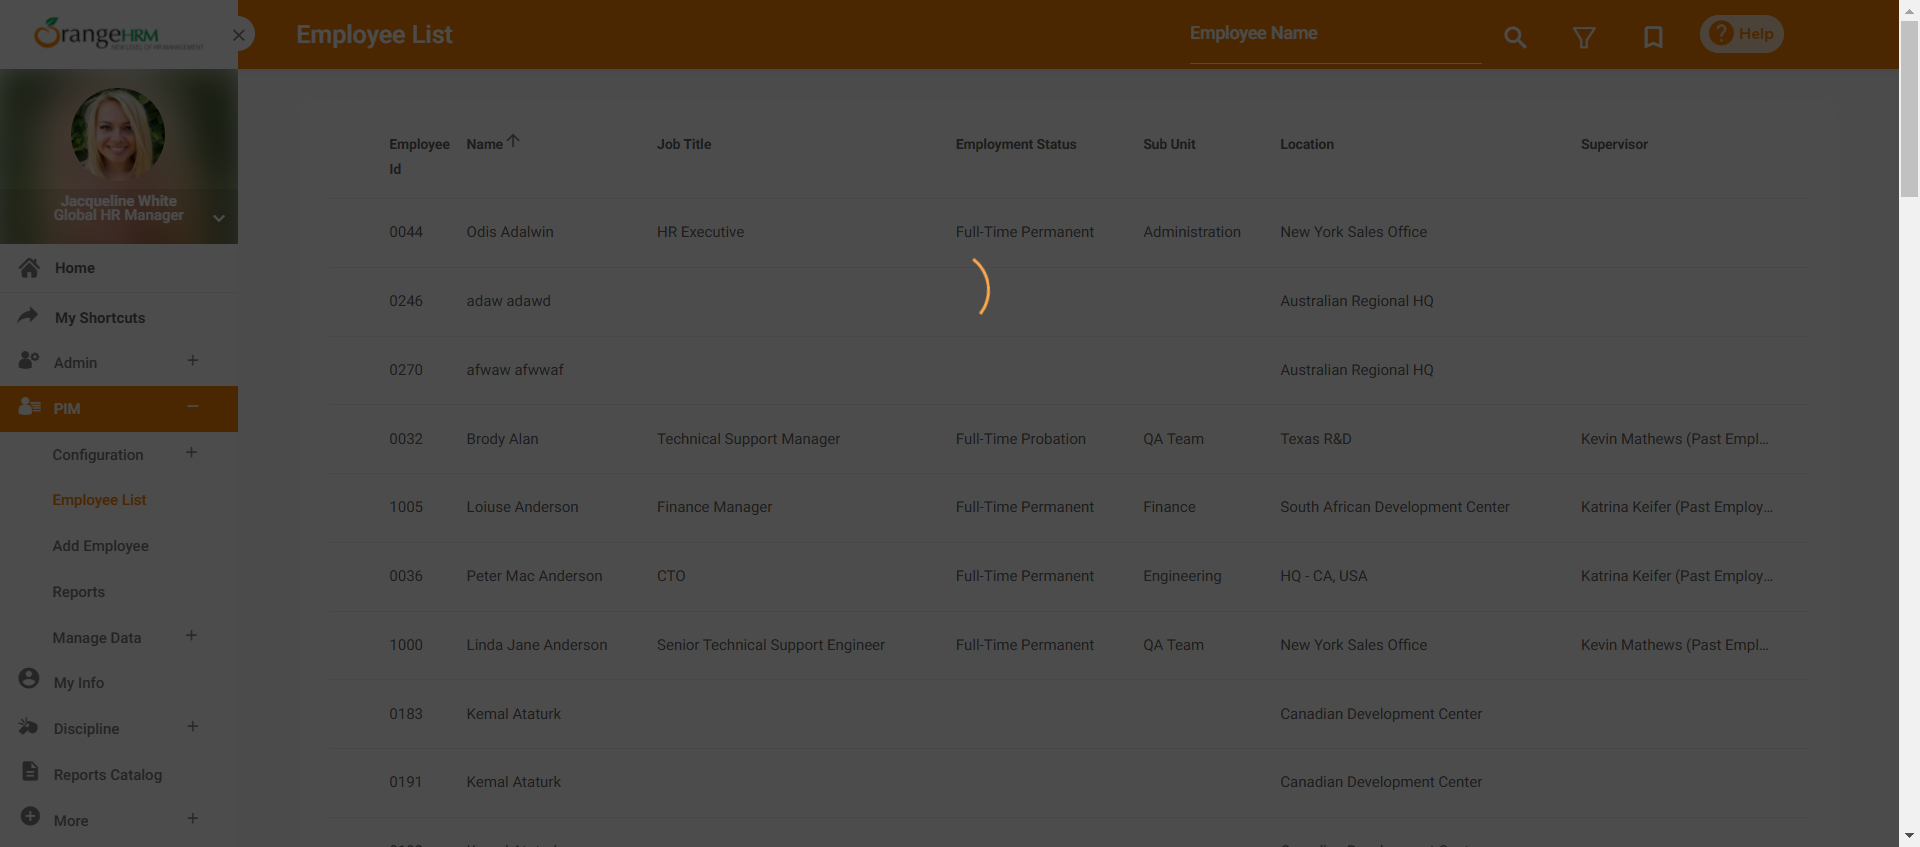 OrangeHRM
NEW LEVEL OF HR MANAGEMENT
Employee List
Employee Name
Help
Jacqueline White
Global HR Manager
Home
My Shortcuts
Admin
PIM
Configuration
Employee List
Add Employee
Reports
Manage Data
My Info
Discipline
Reports Catalog
More
Employee Id Name Job Title Employment Status Sub Unit Location Supervisor
0044 Odis Adalwin HR Executive Full-Time Permanent Administration New York Sales Office
0246 adaw adawd Australian Regional HQ
0270 afwaw afwwaf Australian Regional HQ
0032 Brody Alan Technical Support Manager Full-Time Probation QA Team Texas R&D Kevin Mathews (Past Empl...
1005 Loiuse Anderson Finance Manager Full-Time Permanent Finance South African Development Center Katrina Keifer (Past Employ...
0036 Peter Mac Anderson CTO Full-Time Permanent Engineering HQ - CA, USA Katrina Keifer (Past Employ...
1000 Linda Jane Anderson Senior Technical Support Engineer Full-Time Permanent QA Team New York Sales Office Kevin Mathews (Past Empl...
0183 Kemal Ataturk Canadian Development Center
0191 Kemal Ataturk Canadian Development Center